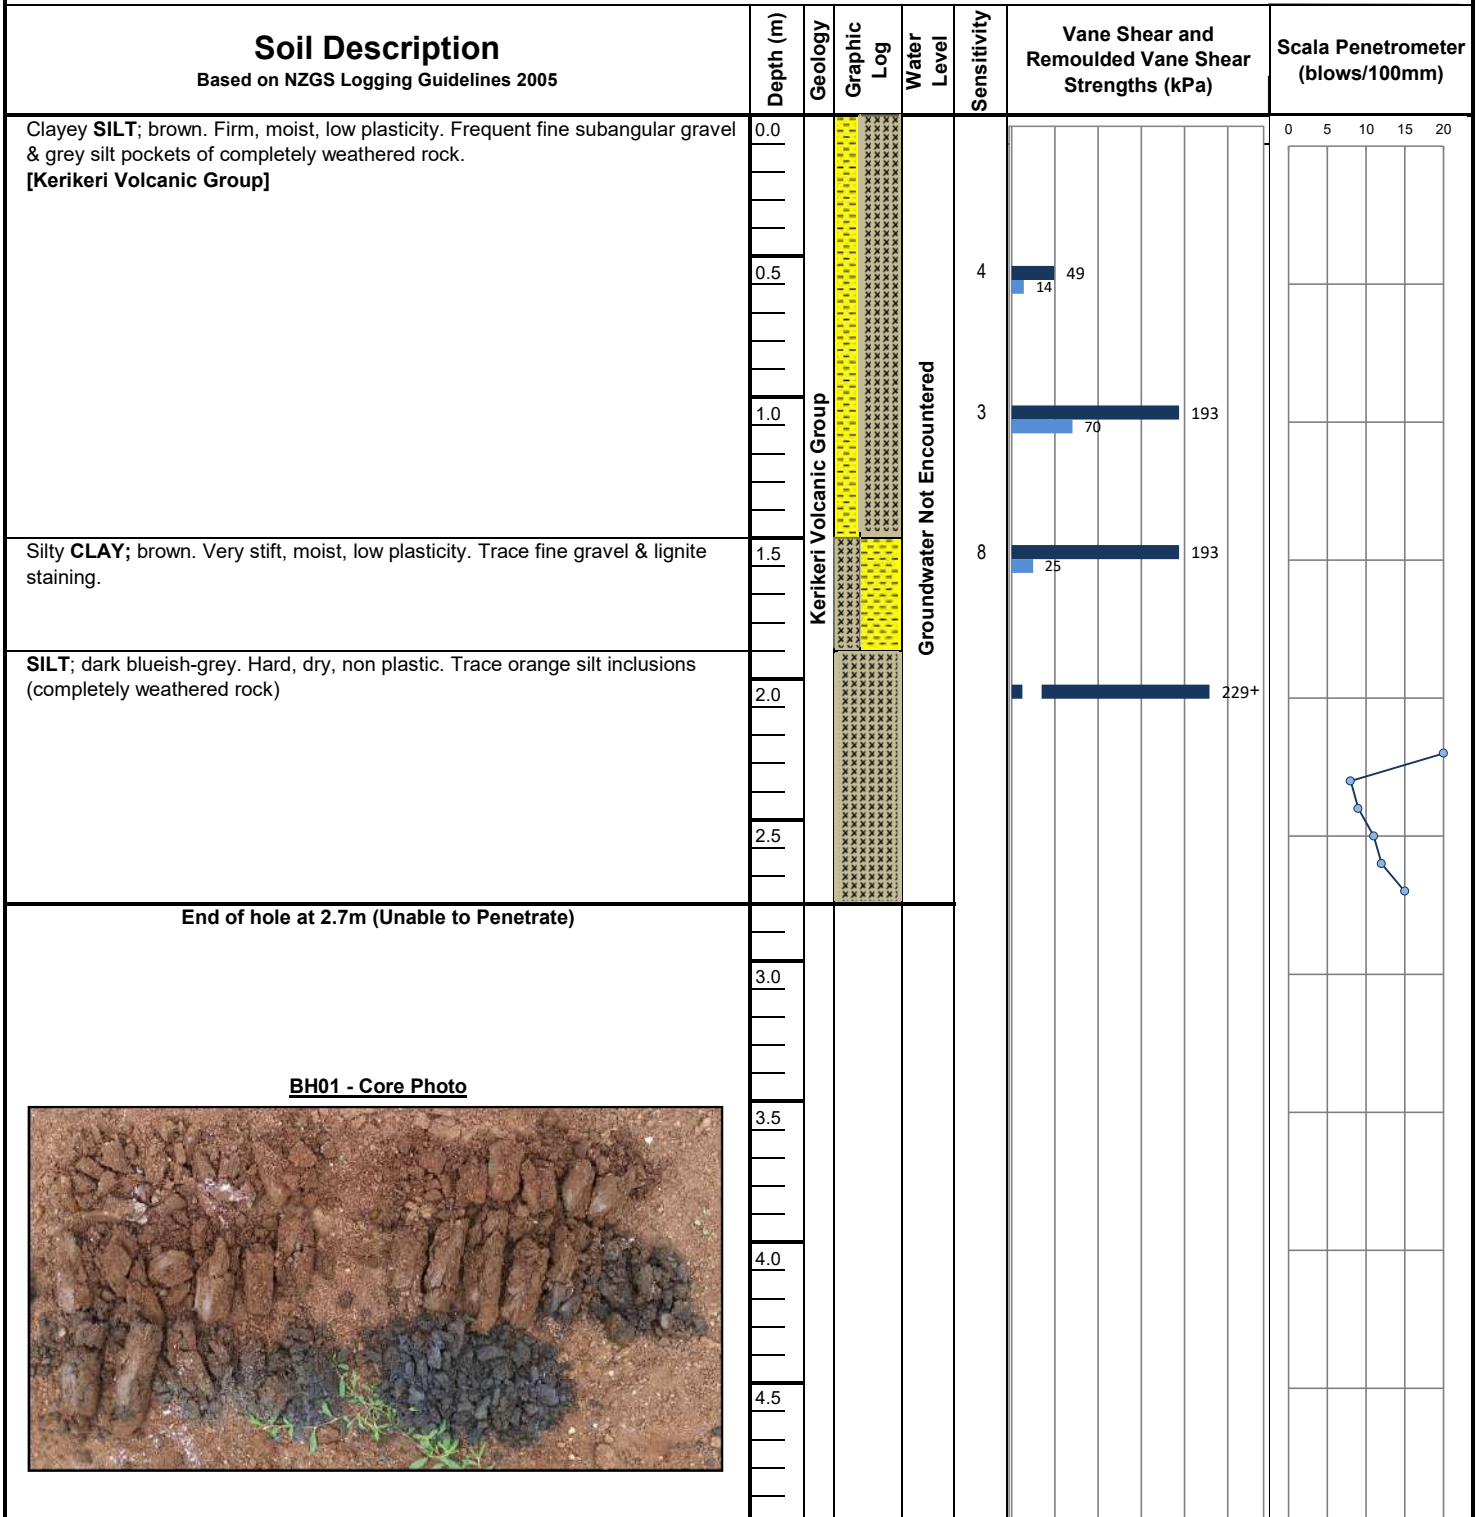 Soil Description
Based on NZGS Logging Guidelines 2005
Depth (m)
Geology
Graphic
Log
Water
Level
Sensitivity
Vane Shear and
Remoulded Vane Shear
Strengths (kPa)
Scala Penetrometer
(blows/100mm)
Clayey SILT; brown. Firm, moist, low plasticity. Frequent fine subangular gravel
& grey silt pockets of completely weathered rock.
[Kerikeri Volcanic Group]
0.0
0 5 10 15 20
0.5
4
49
14
1.0
3
193
70
Kerikeri Volcanic Group
Groundwater Not Encountered
Silty CLAY; brown. Very stift, moist, low plasticity. Trace fine gravel & lignite
staining.
1.5
8
193
25
SILT; dark blueish-grey. Hard, dry, non plastic. Trace orange silt inclusions
(completely weathered rock)
2.0
229+
2.5
End of hole at 2.7m (Unable to Penetrate)
3.0
BH01 - Core Photo
3.5
4.0
4.5